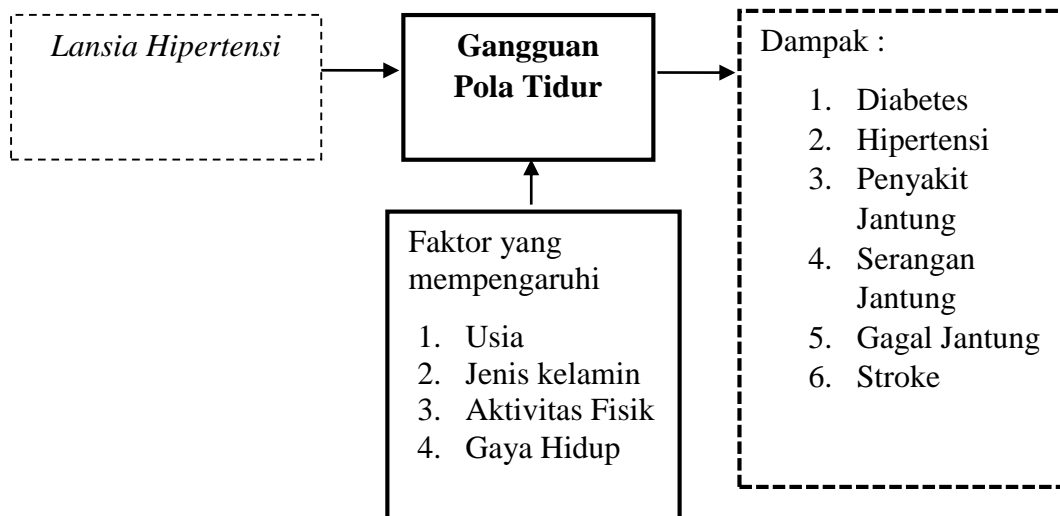 Lansia Hipertensi
Gangguan
Pola Tidur
Dampak :
1. Diabetes
2. Hipertensi
3. Penyakit
Jantung
4. Serangan
Jantung
5. Gagal Jantung
6. Stroke
Faktor yang
mempengaruhi
1. Usia
2. Jenis kelamin
3. Aktivitas Fisik
4. Gaya Hidup